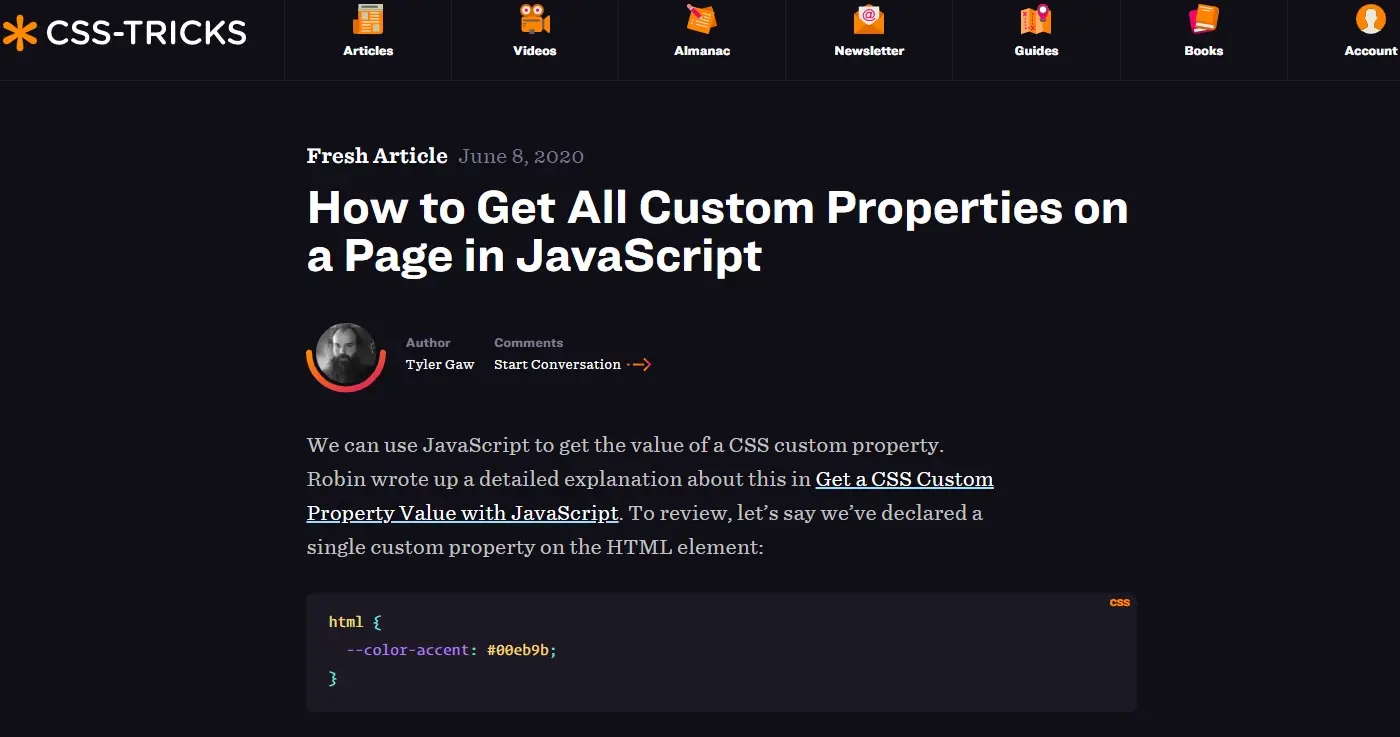 CSS-TRICKS
Articles
Videos
Almanac
@
Newsletter
Guides
Books
Account
Fresh Article June 8, 2020
How to Get All Custom Properties on
a Page in JavaScript
Author
Comments
Tyler Gaw
Start Conversation
We can use JavaScript to get the value of a CSS custom property.
Robin wrote up a detailed explanation about this in Get a CSS Custom
Property Value with JavaScript. To review, let’s say we’ve declared a
single custom property on the HTML element:
CSS
html {
  --color-accent: #00eb9b;
}